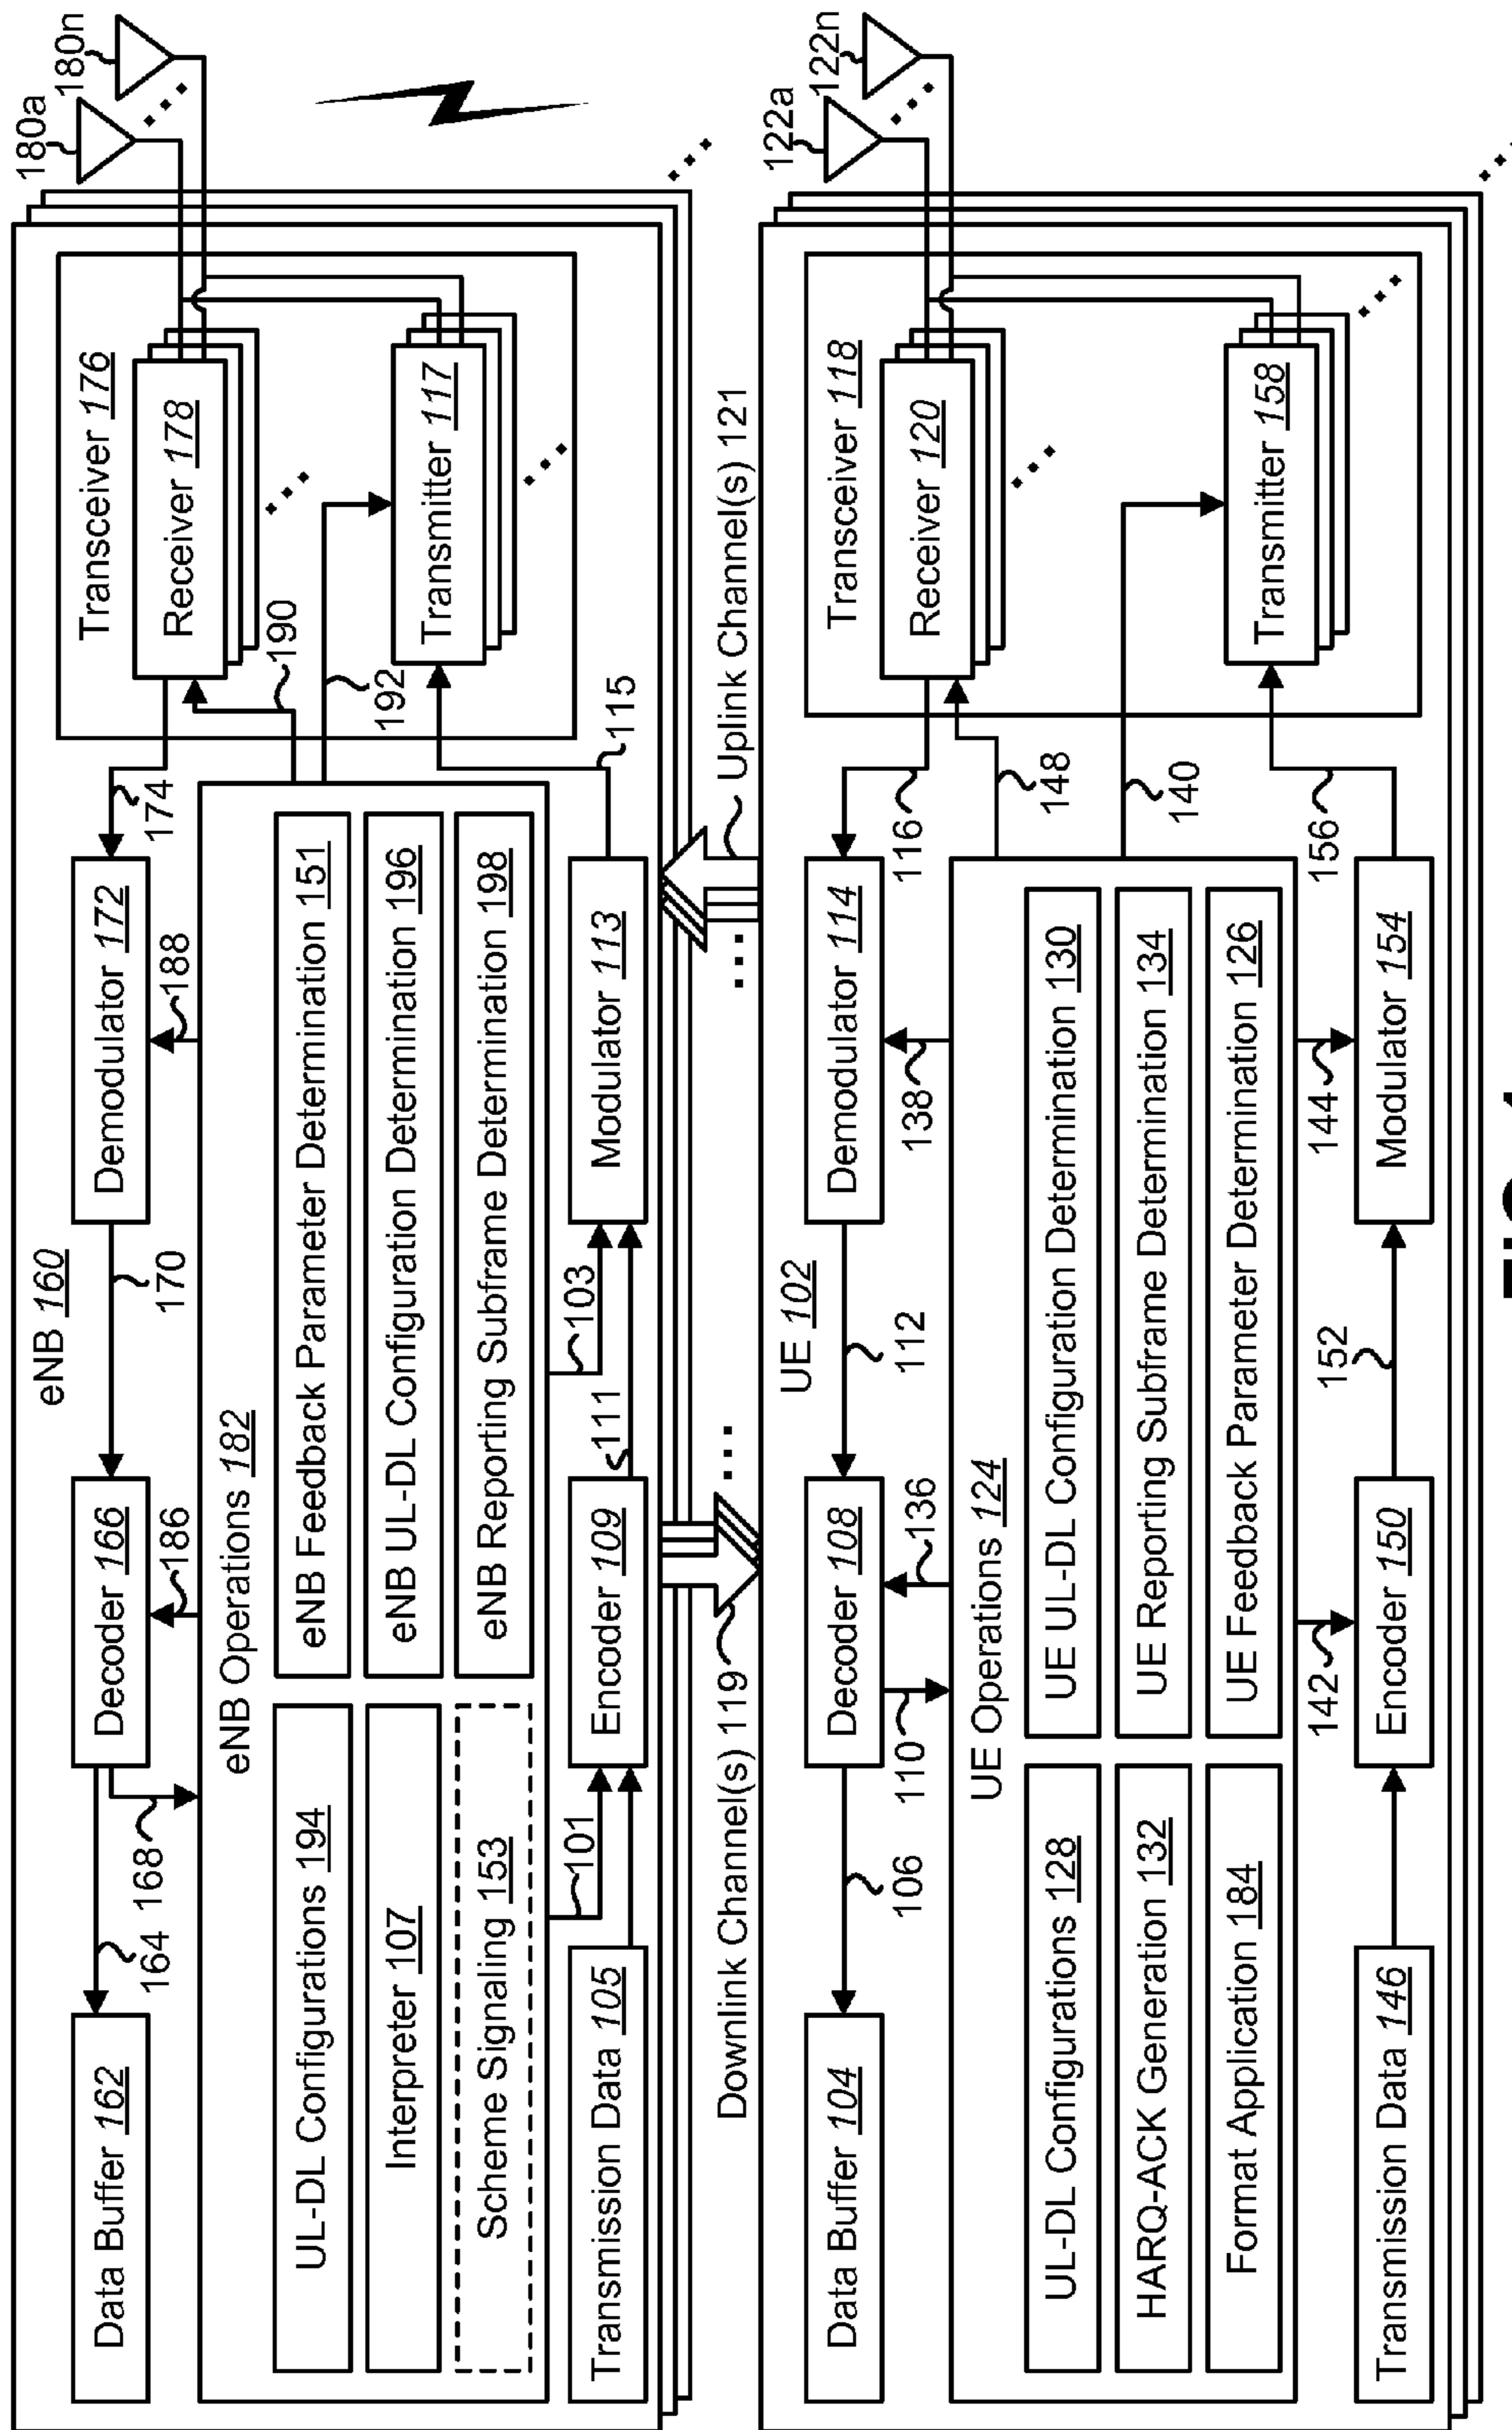 eNB 160
180a
180n
Data Buffer 162
164
168
Decoder 166
186
170
Demodulator 172
188
174
Transceiver 176
Receiver 178
190
eNB Operations 182
UL-DL Configurations 194
Interpreter 107
Scheme Signaling 153
eNB Feedback Parameter Determination 151
eNB UL-DL Configuration Determination 196
eNB Reporting Subframe Determination 198
192
Transmitter 117
101
103
Transmission Data 105
Encoder 109
111
Modulator 113
115
Downlink Channel(s) 119
Uplink Channel(s) 121
UE 102
122a
122n
Data Buffer 104
106
Decoder 108
110
136
112
Demodulator 114
138
116
Transceiver 118
Receiver 120
148
UE Operations 124
UL-DL Configurations 128
HARQ-ACK Generation 132
Format Application 184
UE UL-DL Configuration Determination 130
UE Reporting Subframe Determination 134
UE Feedback Parameter Determination 126
140
Transmitter 158
142
144
Transmission Data 146
Encoder 150
152
Modulator 154
156